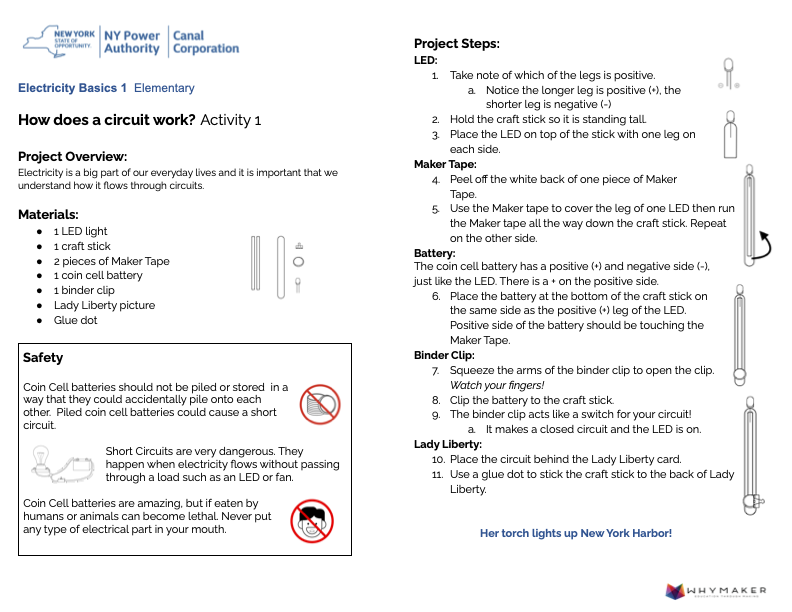 NEW YORK
STATE OF
OPPORTUNITY.
NY Power
Authority
Canal
Corporation
Electricity Basics 1 Elementary
How does a circuit work? Activity 1
Project Overview:
Electricity is a big part of our everyday lives and it is important that we
understand how it flows through circuits.
Materials:
● 1 LED light
● 1 craft stick
● 2 pieces of Maker Tape
● 1 coin cell battery
● 1 binder clip
● Lady Liberty picture
● Glue dot
Safety
Coin Cell batteries should not be piled or stored in a
way that they could accidentally pile onto each
other. Piled coin cell batteries could cause a short
circuit.
Short Circuits are very dangerous. They
happen when electricity flows without passing
through a load such as an LED or fan.
Coin Cell batteries are amazing, but if eaten by
humans or animals can become lethal. Never put
any type of electrical part in your mouth.
Project Steps:
LED:
1. Take note of which of the legs is positive.
a. Notice the longer leg is positive (+), the
shorter leg is negative (-)
2. Hold the craft stick so it is standing tall.
3. Place the LED on top of the stick with one leg on
each side.
Maker Tape:
4. Peel off the white back of one piece of Maker
Tape.
5. Use the Maker tape to cover the leg of one LED then run
the Maker tape all the way down the craft stick. Repeat
on the other side.
Battery:
The coin cell battery has a positive (+) and negative side (-),
just like the LED. There is a + on the positive side.
6. Place the battery at the bottom of the craft stick on
the same side as the positive (+) leg of the LED.
Positive side of the battery should be touching the
Maker Tape.
Binder Clip:
7. Squeeze the arms of the binder clip to open the clip.
Watch your fingers!
8. Clip the battery to the craft stick.
9. The binder clip acts like a switch for your circuit!
a. It makes a closed circuit and the LED is on.
Lady Liberty:
10. Place the circuit behind the Lady Liberty card.
11. Use a glue dot to stick the craft stick to the back of Lady
Liberty.
Her torch lights up New York Harbor!
WHYMAKER